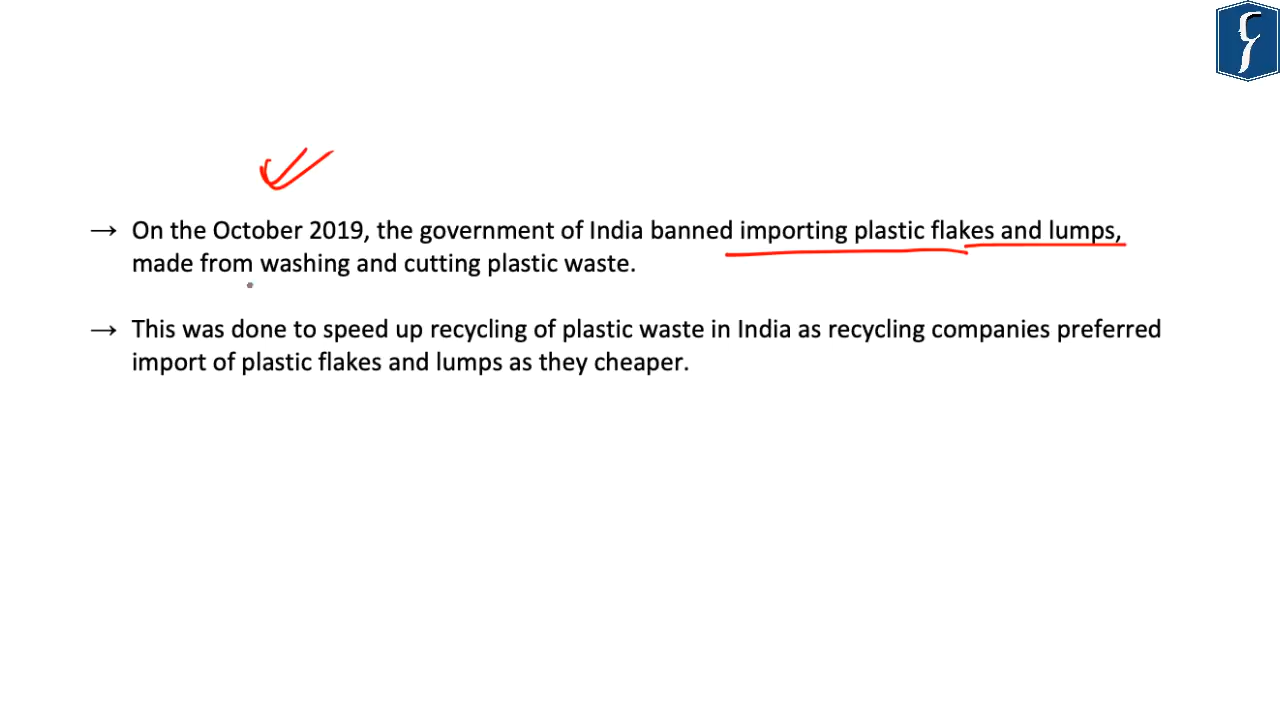 → On the October 2019, the government of India banned importing plastic flakes and lumps,
made from washing and cutting plastic waste.
→ This was done to speed up recycling of plastic waste in India as recycling companies preferred
import of plastic flakes and lumps as they cheaper.